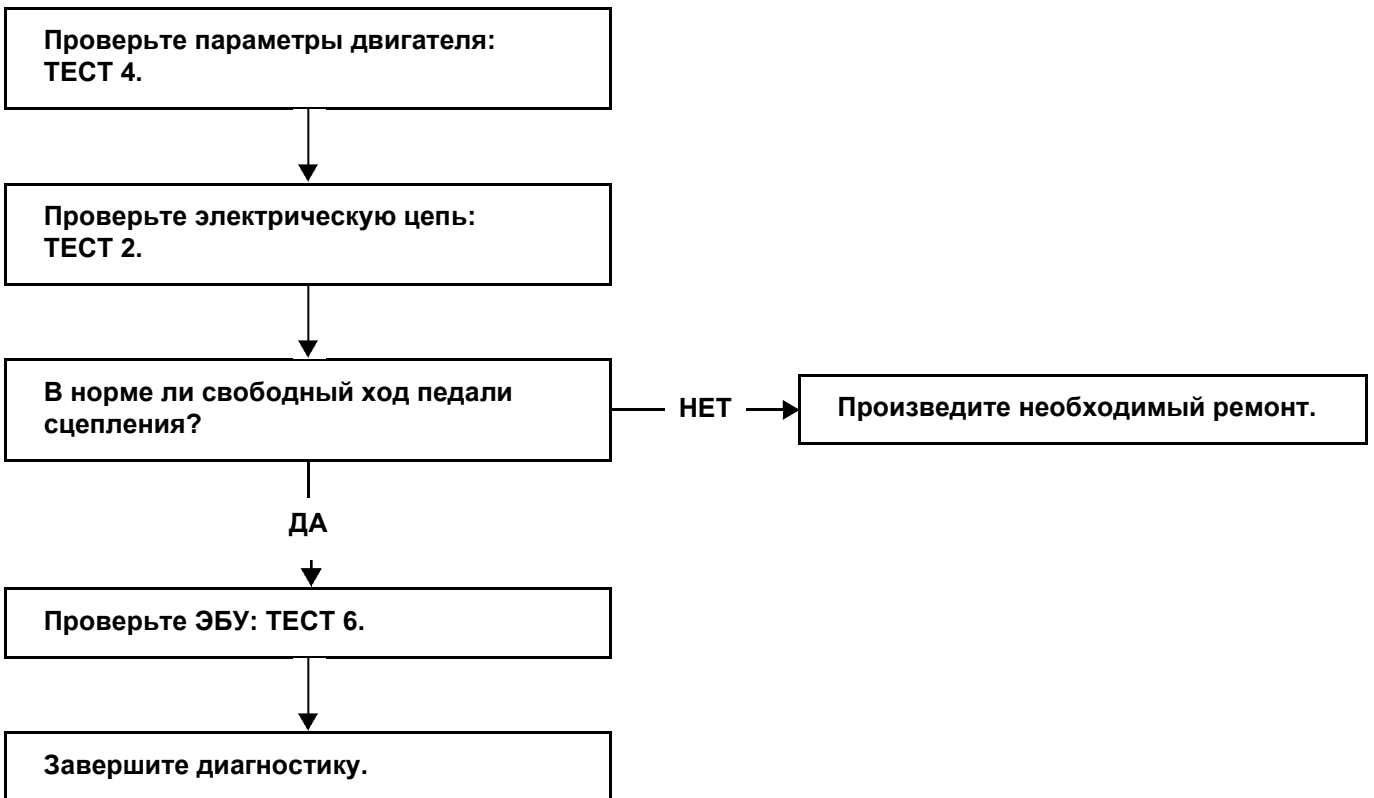 Проверьте параметры двигателя:
ТЕСТ 4.
Проверьте электрическую цепь:
ТЕСТ 2.
В норме ли свободный ход педали
сцепления?
НЕТ
Произведите необходимый ремонт.
ДА
Проверьте ЭБУ: ТЕСТ 6.
Завершите диагностику.